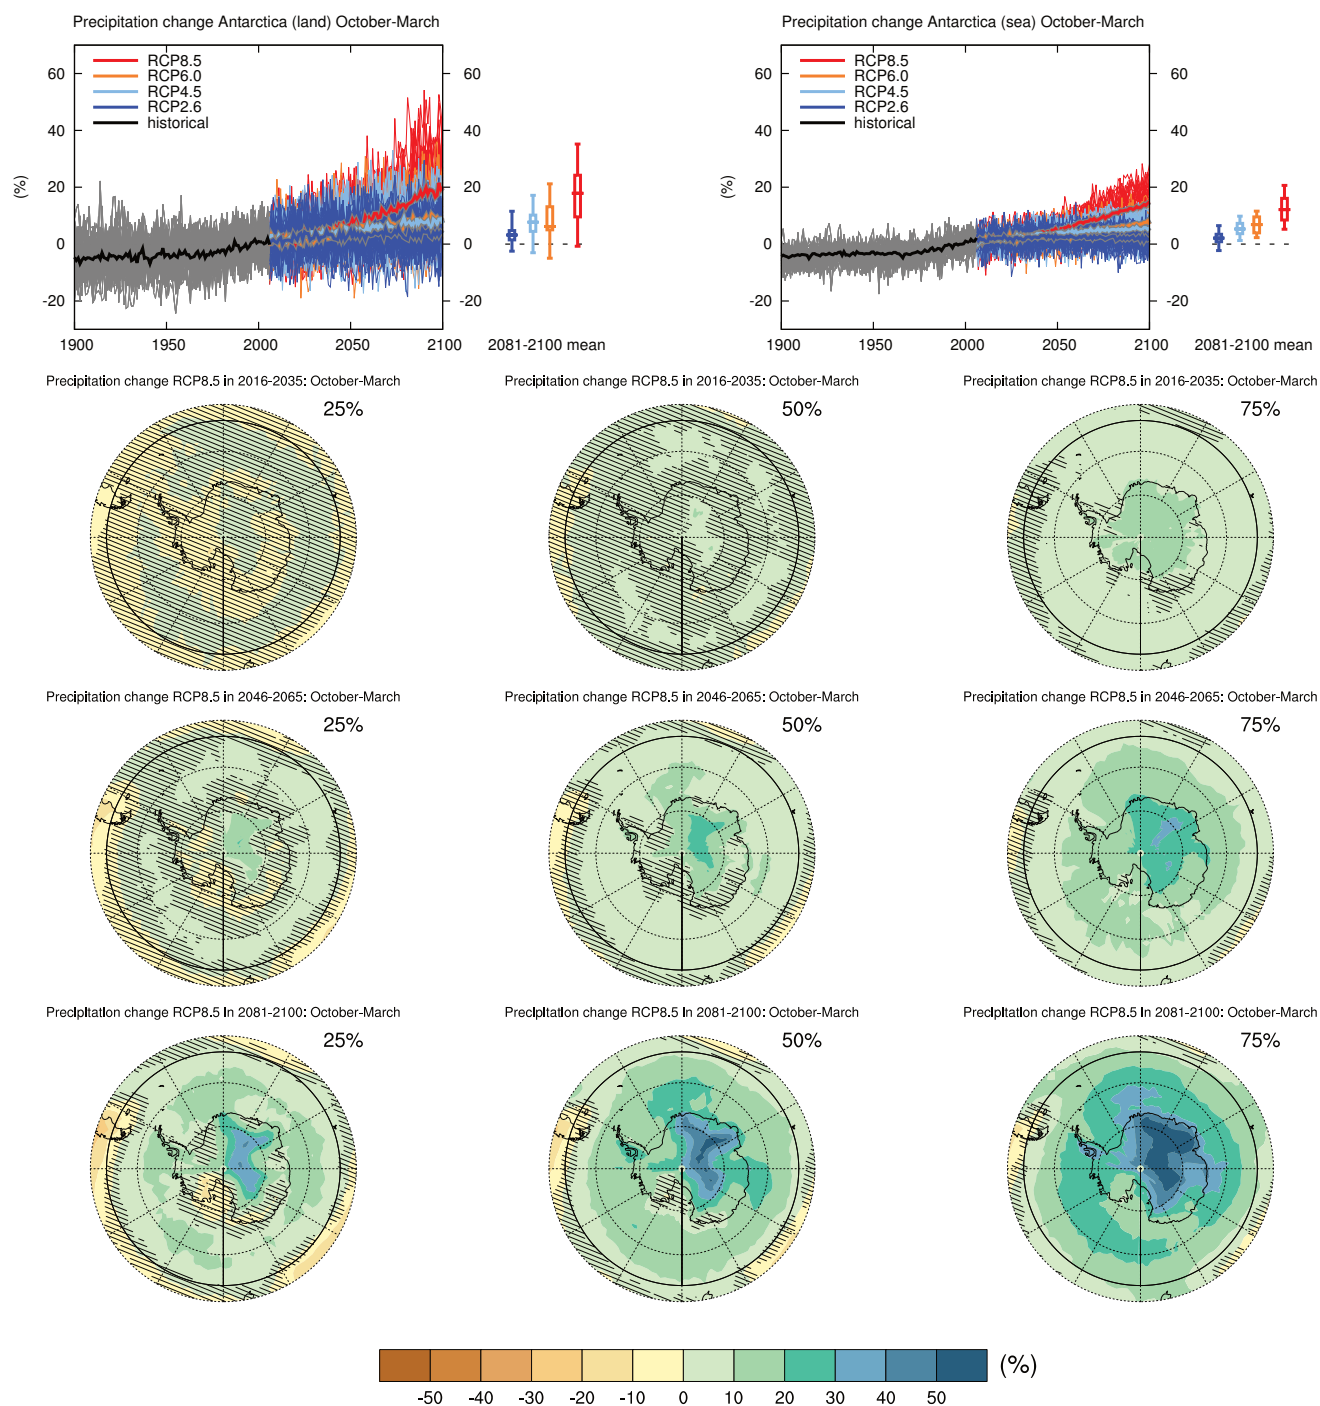 Precipitation change Antarctica (land) October-March
60
40
20
0
-20
(%)
RCP8.5
RCP6.0
RCP4.5
RCP2.6
historical
60
40
20
0
-20
1900
1950
2000
2050
2100
2081-2100 mean
Precipitation change Antarctica (sea) October-March
60
40
20
0
-20
(%)
RCP8.5
RCP6.0
RCP4.5
RCP2.6
historical
60
40
20
0
-20
1900
1950
2000
2050
2100
2081-2100 mean
Precipitation change RCP8.5 in 2016-2035: October-March
25%
Precipitation change RCP8.5 in 2016-2035: October-March
50%
Precipitation change RCP8.5 in 2016-2035: October-March
75%
Precipitation change RCP8.5 in 2046-2065: October-March
25%
Precipitation change RCP8.5 in 2046-2065: October-March
50%
Precipitation change RCP8.5 in 2046-2065: October-March
75%
Precipitation change RCP8.5 in 2081-2100: October-March
25%
Precipitation change RCP8.5 in 2081-2100: October-March
50%
Precipitation change RCP8.5 in 2081-2100: October-March
75%
(%)
-50 -40 -30 -20 -10 0 10 20 30 40 50